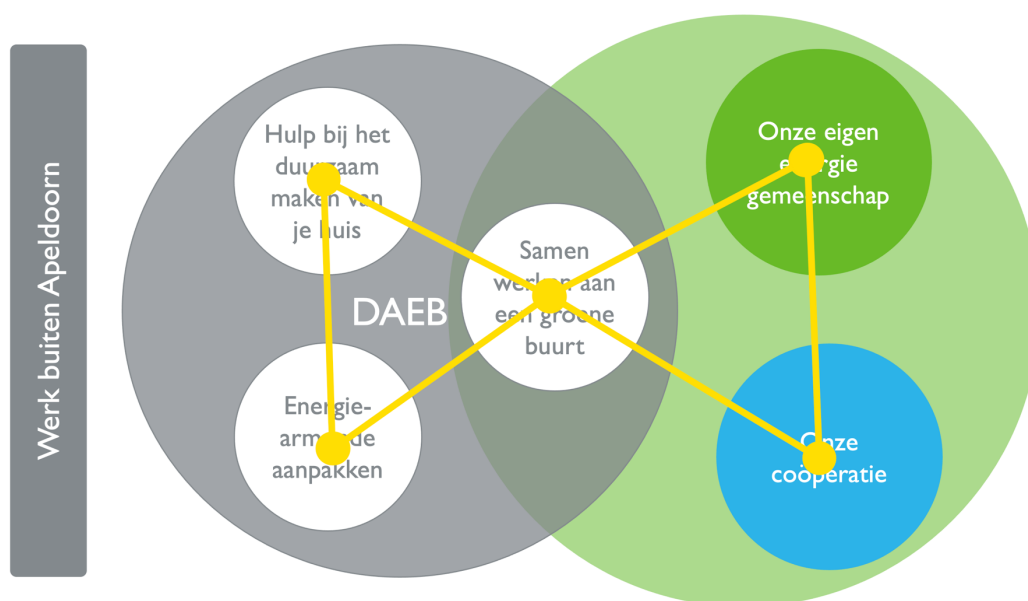 Werk buiten Apeldoorn
Hulp bij het
duurzaam
maken van
je huis
Energie-
armoede
aanpakken
DAEB
Samen
werken aan
een groene
buurt
Onze eigen
energie
gemeenschap
Onze
coöperatie